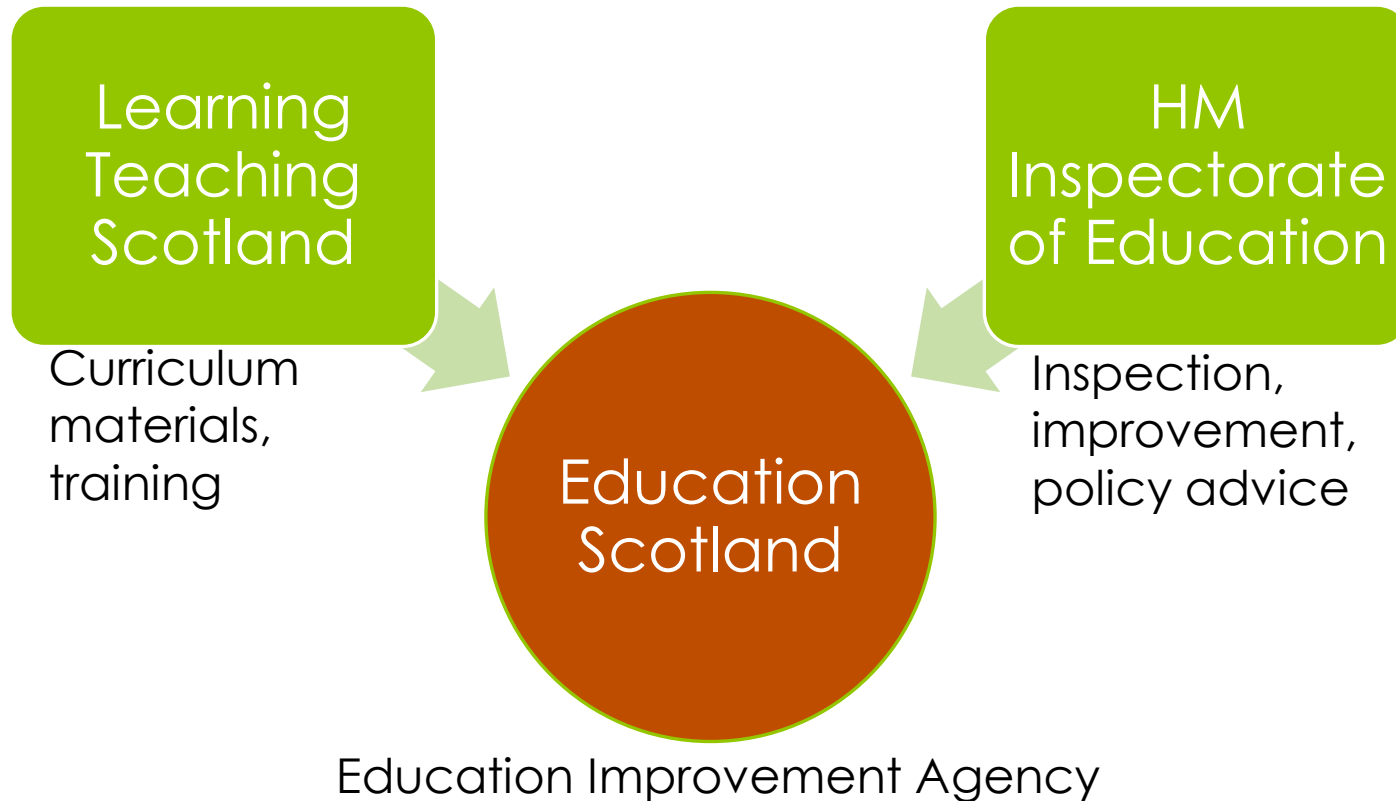 Learning
Teaching
Scotland
HM
Inspectorate
of Education
Curriculum
materials,
training
Inspection,
improvement,
policy advice
Education
Scotland
Education Improvement Agency